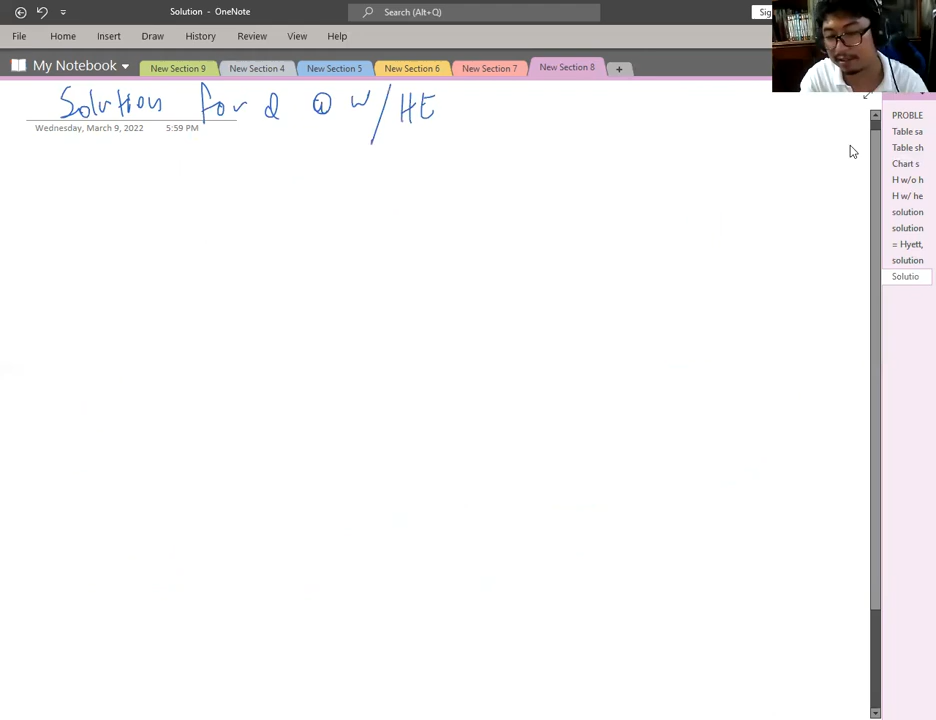 Solution - OneNote
Search (Alt+Q)
Sig
File Home Insert Draw History Review View Help
My Notebook
New Section 9 New Section 4 New Section 5 New Section 6 New Section 7 New Section 8 +
Solution for d @ w/HE
Wednesday, March 9, 2022 5:59 PM
PROBLE
Table sa
Table sh
Chart s
H w/o h
H w/ he
solution
solution
= Hyett,
solution
Solutio